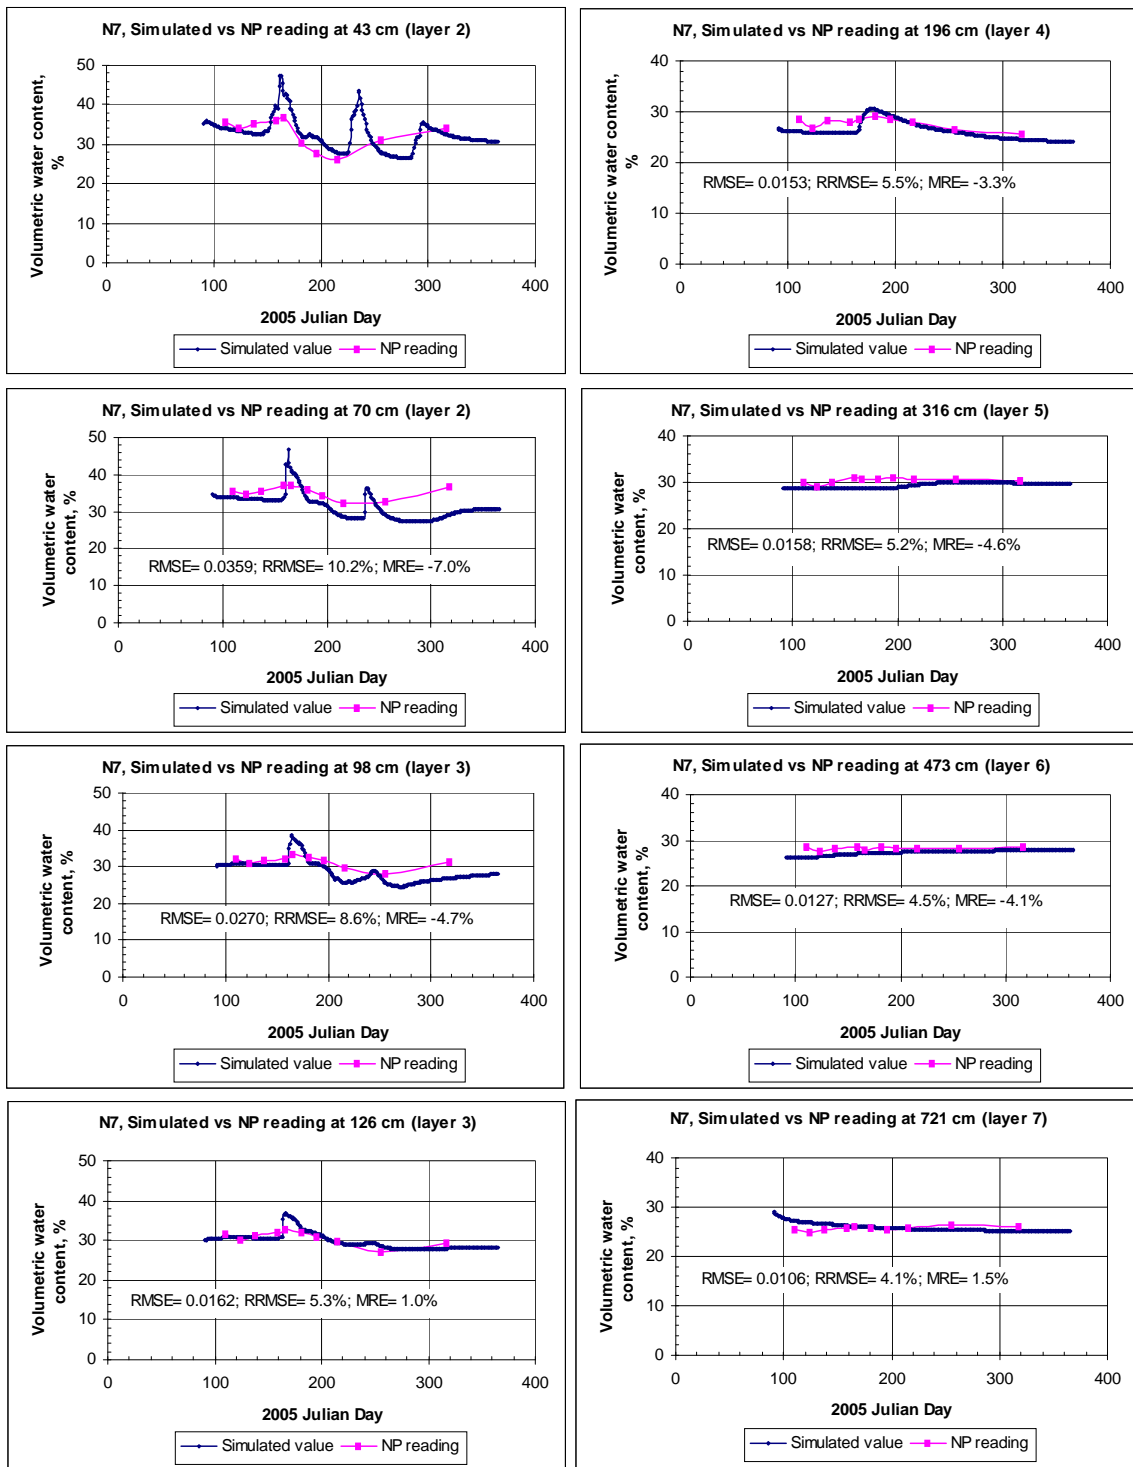 N7, Simulated vs NP reading at 43 cm (layer 2)
Volumetric water content,
%
50
40
30
20
10
0
0 100 200 300 400
2005 Julian Day
Simulated value NP reading
N7, Simulated vs NP reading at 196 cm (layer 4)
Volumetric water content,
%
40
30
20
10
0
RMSE= 0.0153; RRMSE= 5.5%; MRE= -3.3%
0 100 200 300 400
2005 Julian Day
Simulated value NP reading
N7, Simulated vs NP reading at 70 cm (layer 2)
Volumetric water
content, %
50
40
30
20
10
0
RMSE= 0.0359; RRMSE= 10.2%; MRE= -7.0%
0 100 200 300 400
2005 Julian Day
Simulated value NP reading
N7, Simulated vs NP reading at 316 cm (layer 5)
Volumetric water
content, %
40
30
20
10
0
RMSE= 0.0158; RRMSE= 5.2%; MRE= -4.6%
0 100 200 300 400
2005 Julian Day
Simulated value NP reading
N7, Simulated vs NP reading at 98 cm (layer 3)
Volumetric water
content, %
50
40
30
20
10
0
RMSE= 0.0270; RRMSE= 8.6%; MRE= -4.7%
0 100 200 300 400
2005 Julian Day
Simulated value NP reading
N7, Simulated vs NP reading at 473 cm (layer 6)
Volumetric water
content, %
40
30
20
10
0
RMSE= 0.0127; RRMSE= 4.5%; MRE= -4.1%
0 100 200 300 400
2005 Julian Day
Simulated value NP reading
N7, Simulated vs NP reading at 126 cm (layer 3)
Volumetric water
content, %
50
40
30
20
10
0
RMSE= 0.0162; RRMSE= 5.3%; MRE= 1.0%
0 100 200 300 400
2005 Julian Day
Simulated value NP reading
N7, Simulated vs NP reading at 721 cm (layer 7)
Volumetric water
content, %
40
30
20
10
0
RMSE= 0.0106; RRMSE= 4.1%; MRE= 1.5%
0 100 200 300 400
2005 Julian Day
Simulated value NP reading